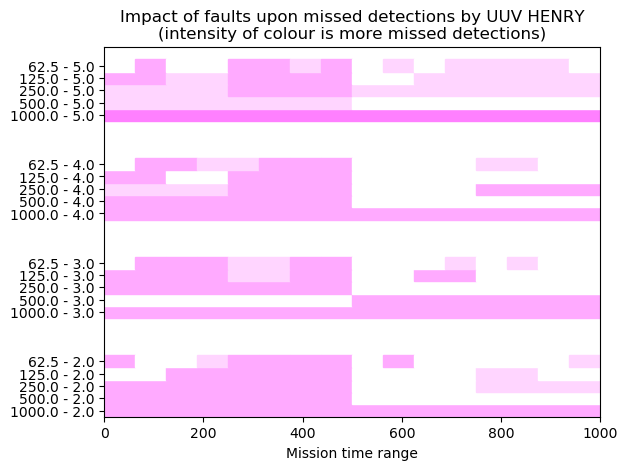 Impact of faults upon missed detections by UUV HENRY
(intensity of colour is more missed detections)
62.5 - 5.0
125.0 - 5.0
250.0 - 5.0
500.0 - 5.0
1000.0 - 5.0
62.5 - 4.0
125.0 - 4.0
250.0 - 4.0
500.0 - 4.0
1000.0 - 4.0
62.5 - 3.0
125.0 - 3.0
250.0 - 3.0
500.0 - 3.0
1000.0 - 3.0
62.5 - 2.0
125.0 - 2.0
250.0 - 2.0
500.0 - 2.0
1000.0 - 2.0
0 200 400 600 800 1000
Mission time range